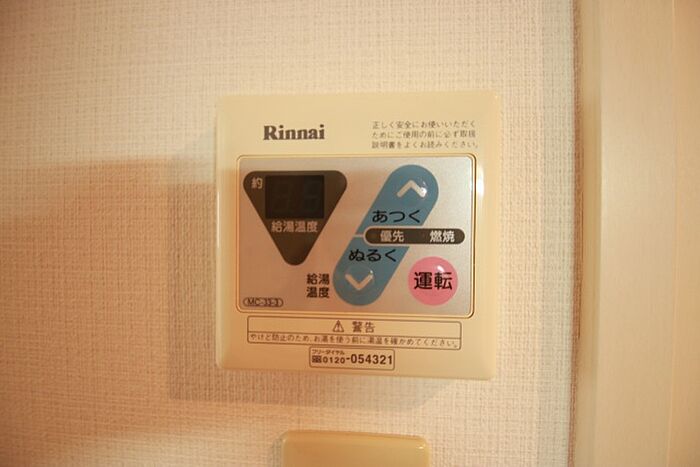 Rinnai
正しく安全にお使いいただく
ためにご使用の前に必ず取扱
説明書をよくお読みください。
約
給湯温度
あつく
優先 燃焼
ぬるく
給湯
温度
運転
MC-33-3
⚠ 警告
やけど防止のため、お湯を使う前に湯温を確かめてください。
フリーダイヤル
0120-054321